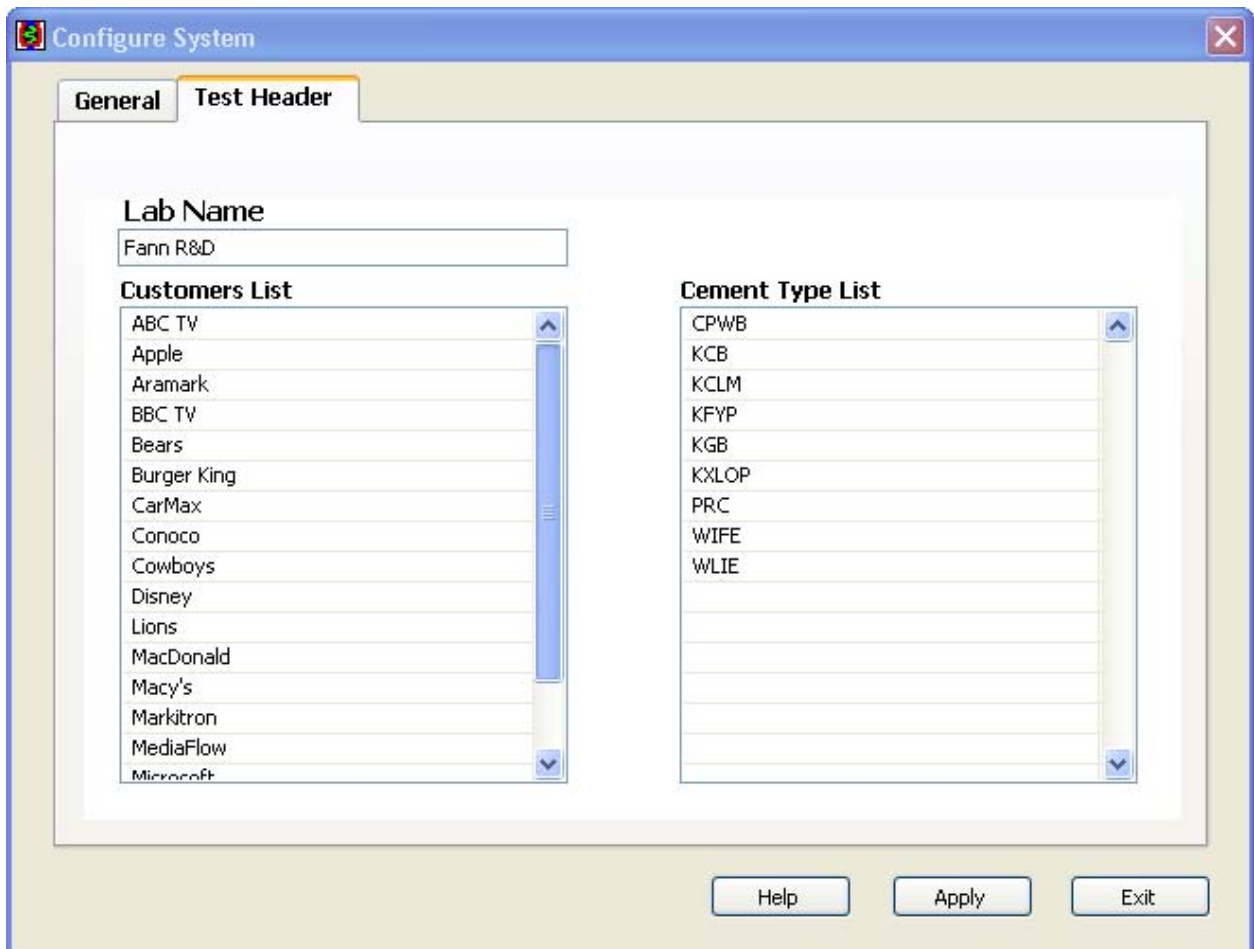 Configure System
General
Test Header
Lab Name
Fann R&D
Customers List
ABC TV
Apple
Aramark
BBC TV
Bears
Burger King
CarMax
Conoco
Cowboys
Disney
Lions
MacDonald
Macy's
Markitron
MediaFlow
Microsoft
Cement Type List
CPWB
KCB
KCLM
KFYP
KGB
KXLOP
PRC
WIFE
WLIE
Help
Apply
Exit